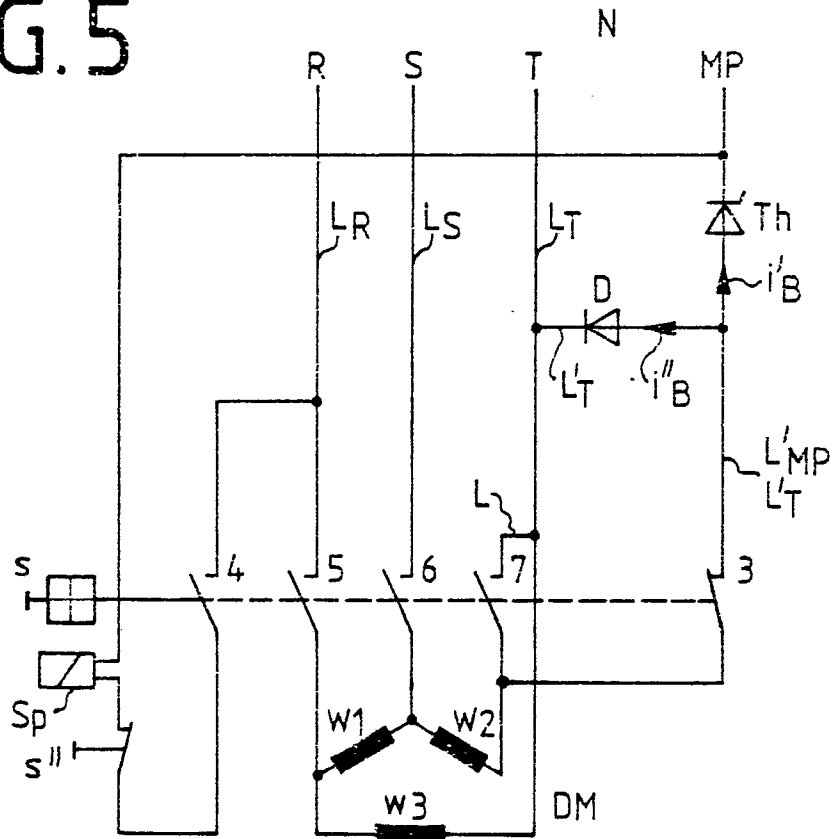 G. 5
N
R S T MP
LR LS LT Th
i'B
D
L'T i"B
L'MP
L L'T
s 4 5 6 7 3
Sp
W1 W2
s"
W3 DM